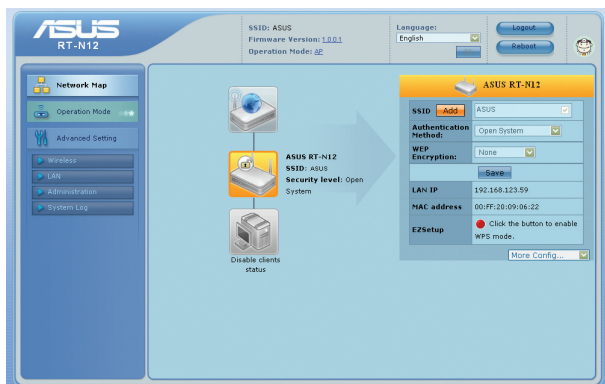 ASUS
RT-N12
SSID: ASUS
Firmware Version: 1.0.0.1
Operation Mode: AP
Language:
English
Logout
Reboot
Network Map
Operation Mode
Advanced Setting
Wireless
LAN
Administration
System Log
ASUS RT-N12
SSID: ASUS
Security level: Open
System
Disable clients
status
ASUS RT-N12
SSID Add ASUS
Authentication
Method: Open System
WEP
Encryption: None
Save
LAN IP 192.168.123.59
MAC address 00:FF:20:09:06:22
EZSetup Click the button to enable
WPS mode.
More Config...